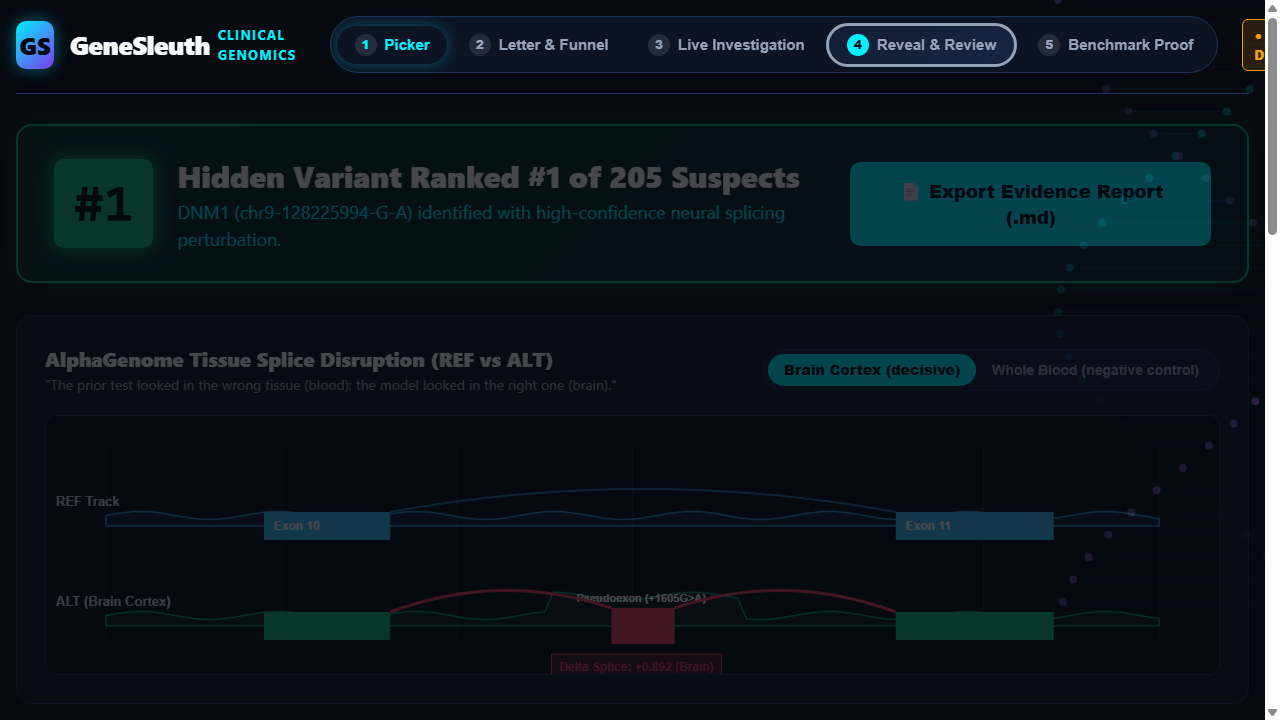 GS GeneSleuth CLINICAL GENOMICS
1 Picker
2 Letter & Funnel
3 Live Investigation
4 Reveal & Review
5 Benchmark Proof
#1
Hidden Variant Ranked #1 of 205 Suspects
DNM1 (chr9-128225994-G-A) identified with high-confidence neural splicing
perturbation.
📄 Export Evidence Report
(.md)
AlphaGenome Tissue Splice Disruption (REF vs ALT)
"The prior test looked in the wrong tissue (blood); the model looked in the right one (brain)."
Brain Cortex (decisive)
Whole Blood (negative control)
REF Track
Exon 10
Exon 11
ALT (Brain Cortex)
Pseudoexon (+1605G>A)
Delta Splice: +0.892 (Brain)